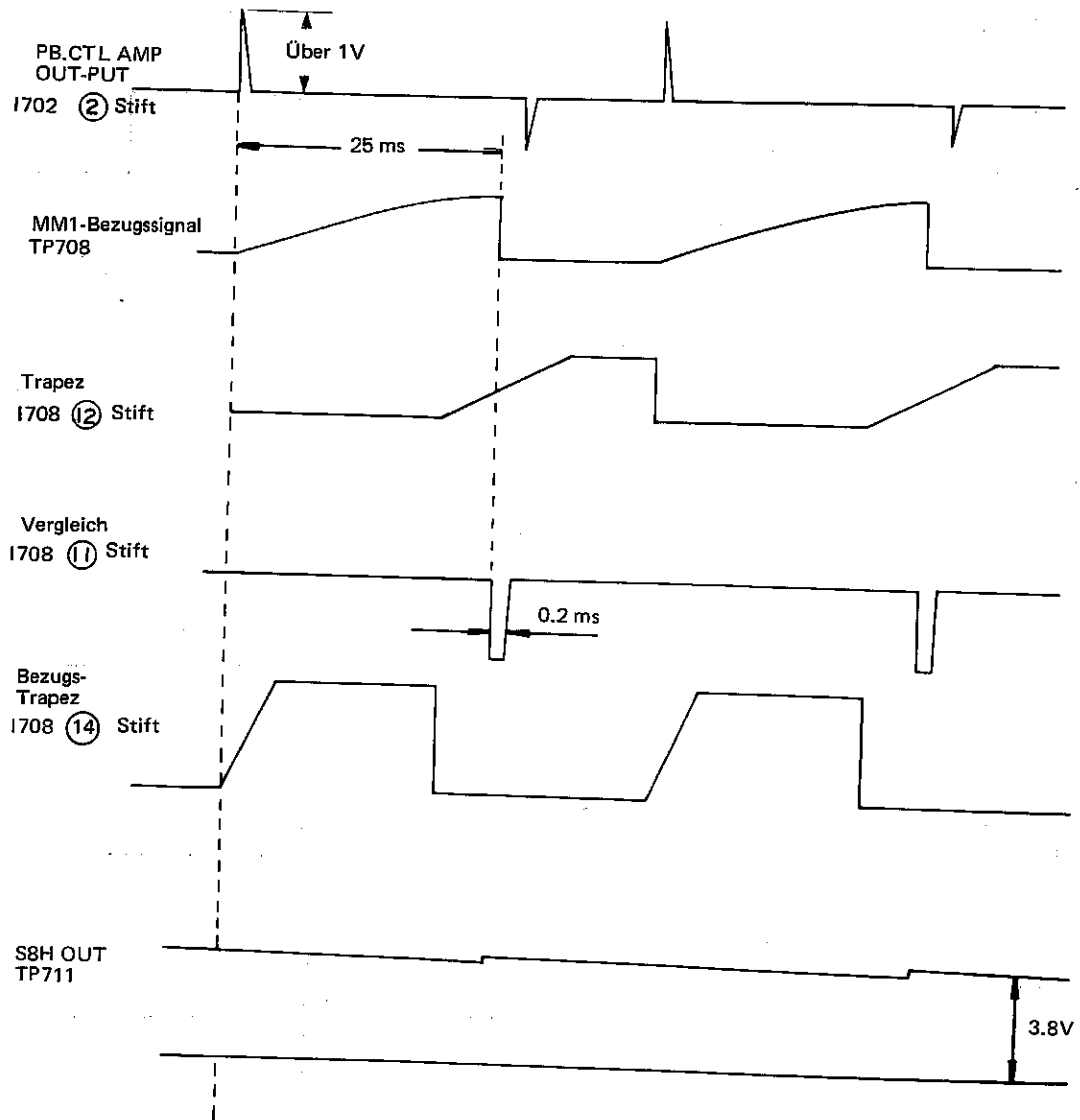 PB.CTL AMP
OUT-PUT
I702 ② Stift
Über 1V
25 ms
MM1-Bezugssignal
TP708
Trapez
I708 ⑫ Stift
Vergleich
I708 ⑪ Stift
0.2 ms
Bezugs-
Trapez
I708 ⑭ Stift
S8H OUT
TP711
3.8V